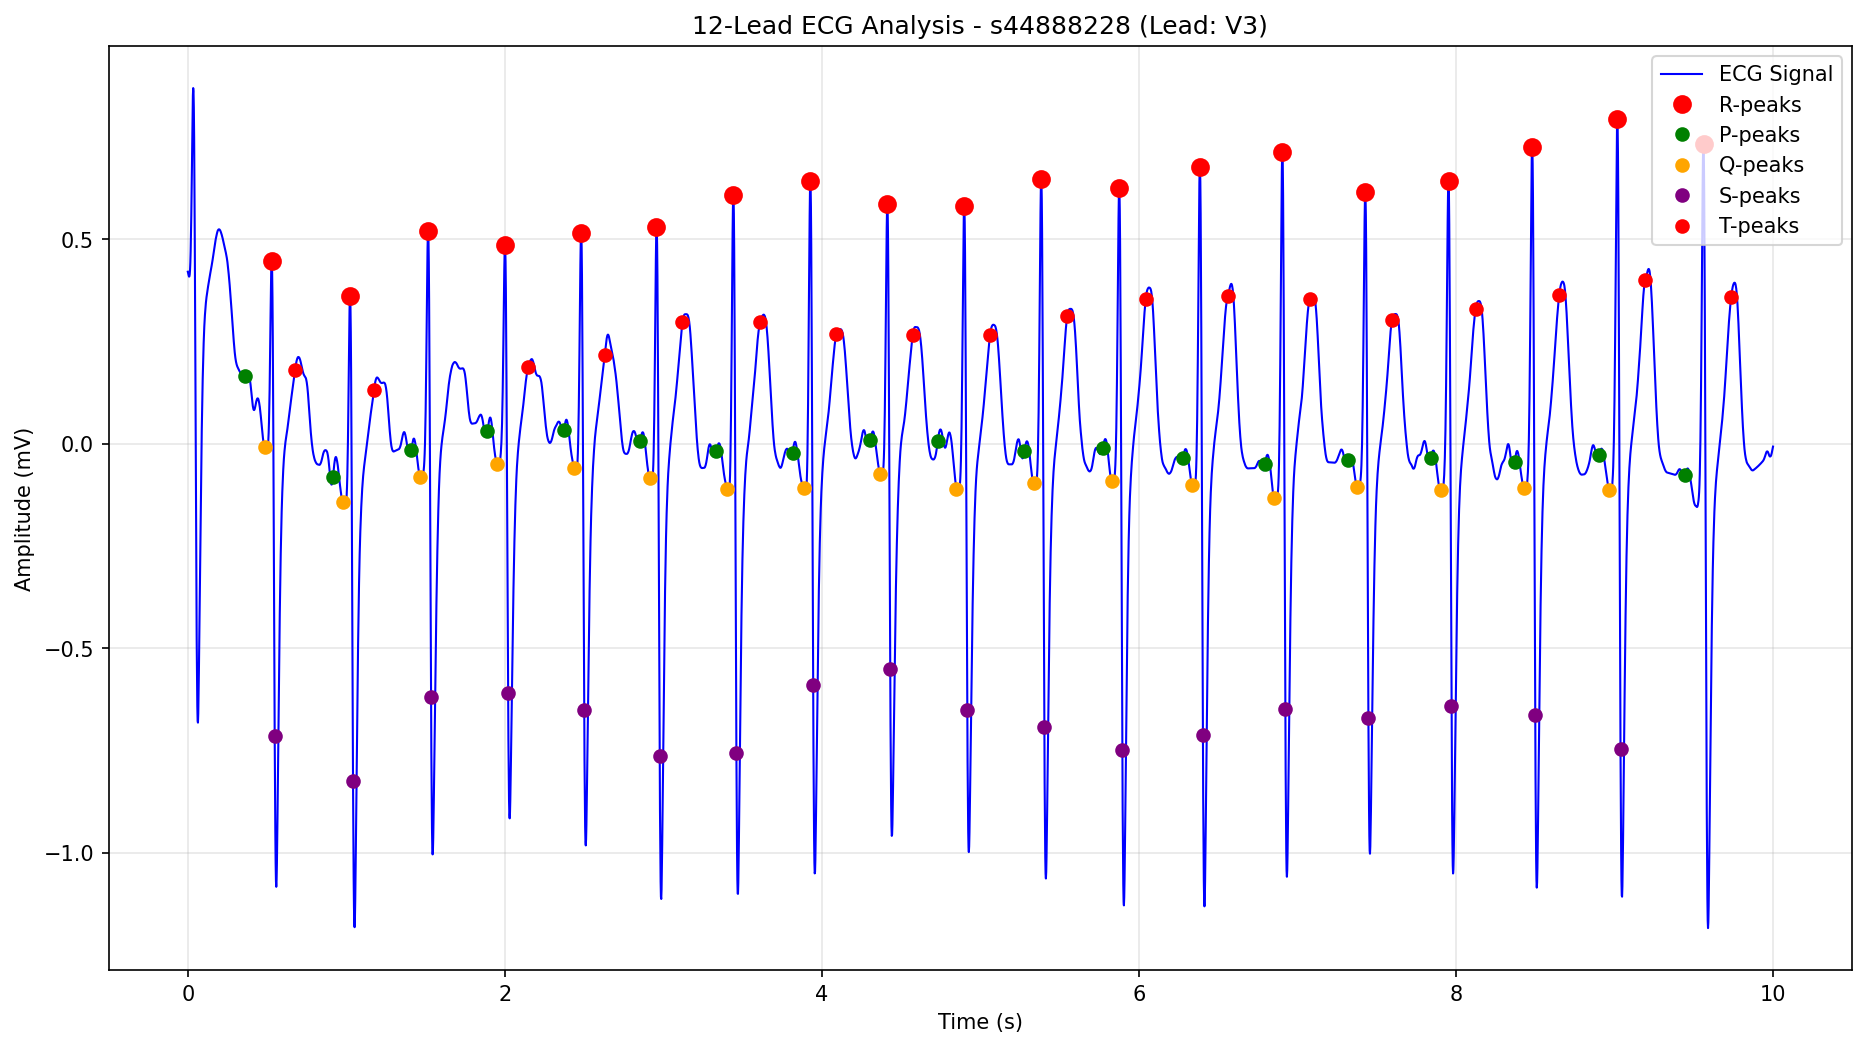 12-Lead ECG Analysis - s44888228 (Lead: V3)
ECG Signal
R-peaks
P-peaks
Q-peaks
S-peaks
T-peaks
Amplitude (mV)
0.5
0.0
−0.5
−1.0
0 2 4 6 8 10
Time (s)